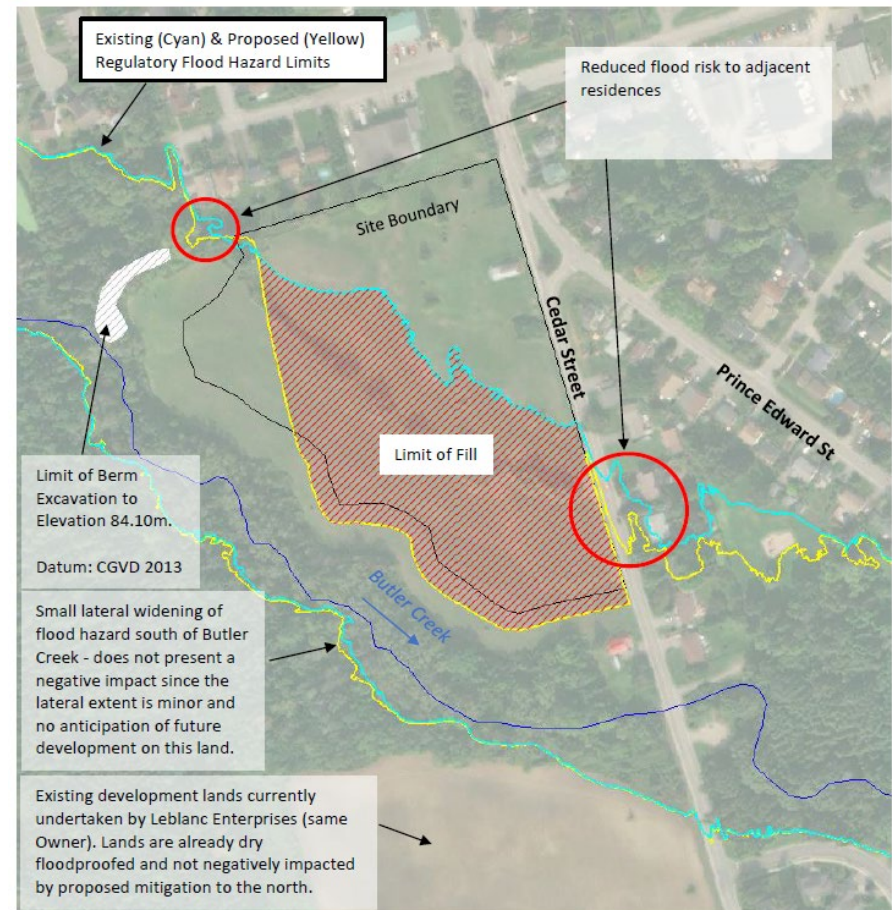 Existing (Cyan) & Proposed (Yellow)
Regulatory Flood Hazard Limits
Reduced flood risk to adjacent
residences
Site Boundary
Cedar Street
Prince Edward St
Limit of Fill
Limit of Berm
Excavation to
Elevation 84.10m.
Datum: CGVD 2013
Butler Creek
Small lateral widening of
flood hazard south of Butler
Creek - does not present a
negative impact since the
lateral extent is minor and
no anticipation of future
development on this land.
Existing development lands currently
undertaken by Leblanc Enterprises (same
Owner). Lands are already dry
floodproofed and not negatively impacted
by proposed mitigation to the north.